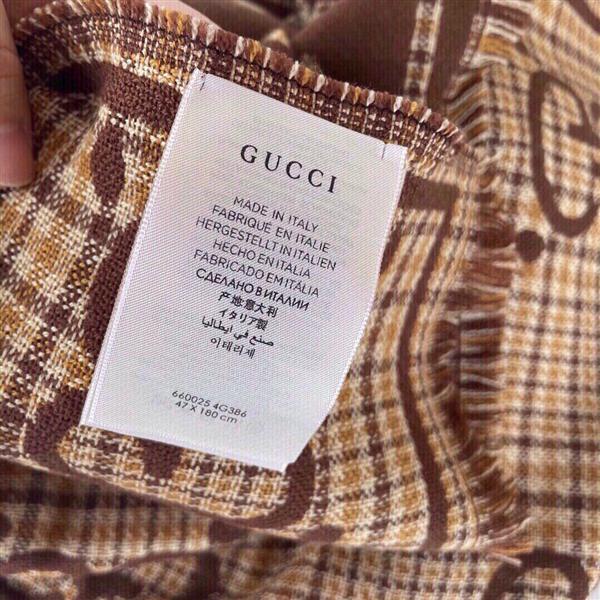 GUCCI
MADE IN ITALY
FABRIQUÉ EN ITALIE
HERGESTELLT IN ITALIEN
HECHO EN ITALIA
FABRICADO EM ITÁLIA
СДЕЛАНО В ИТАЛИИ
产地意大利
イタリア製
صنع في ايطاليا
이테리제
660025 4G386
47 X 180 cm